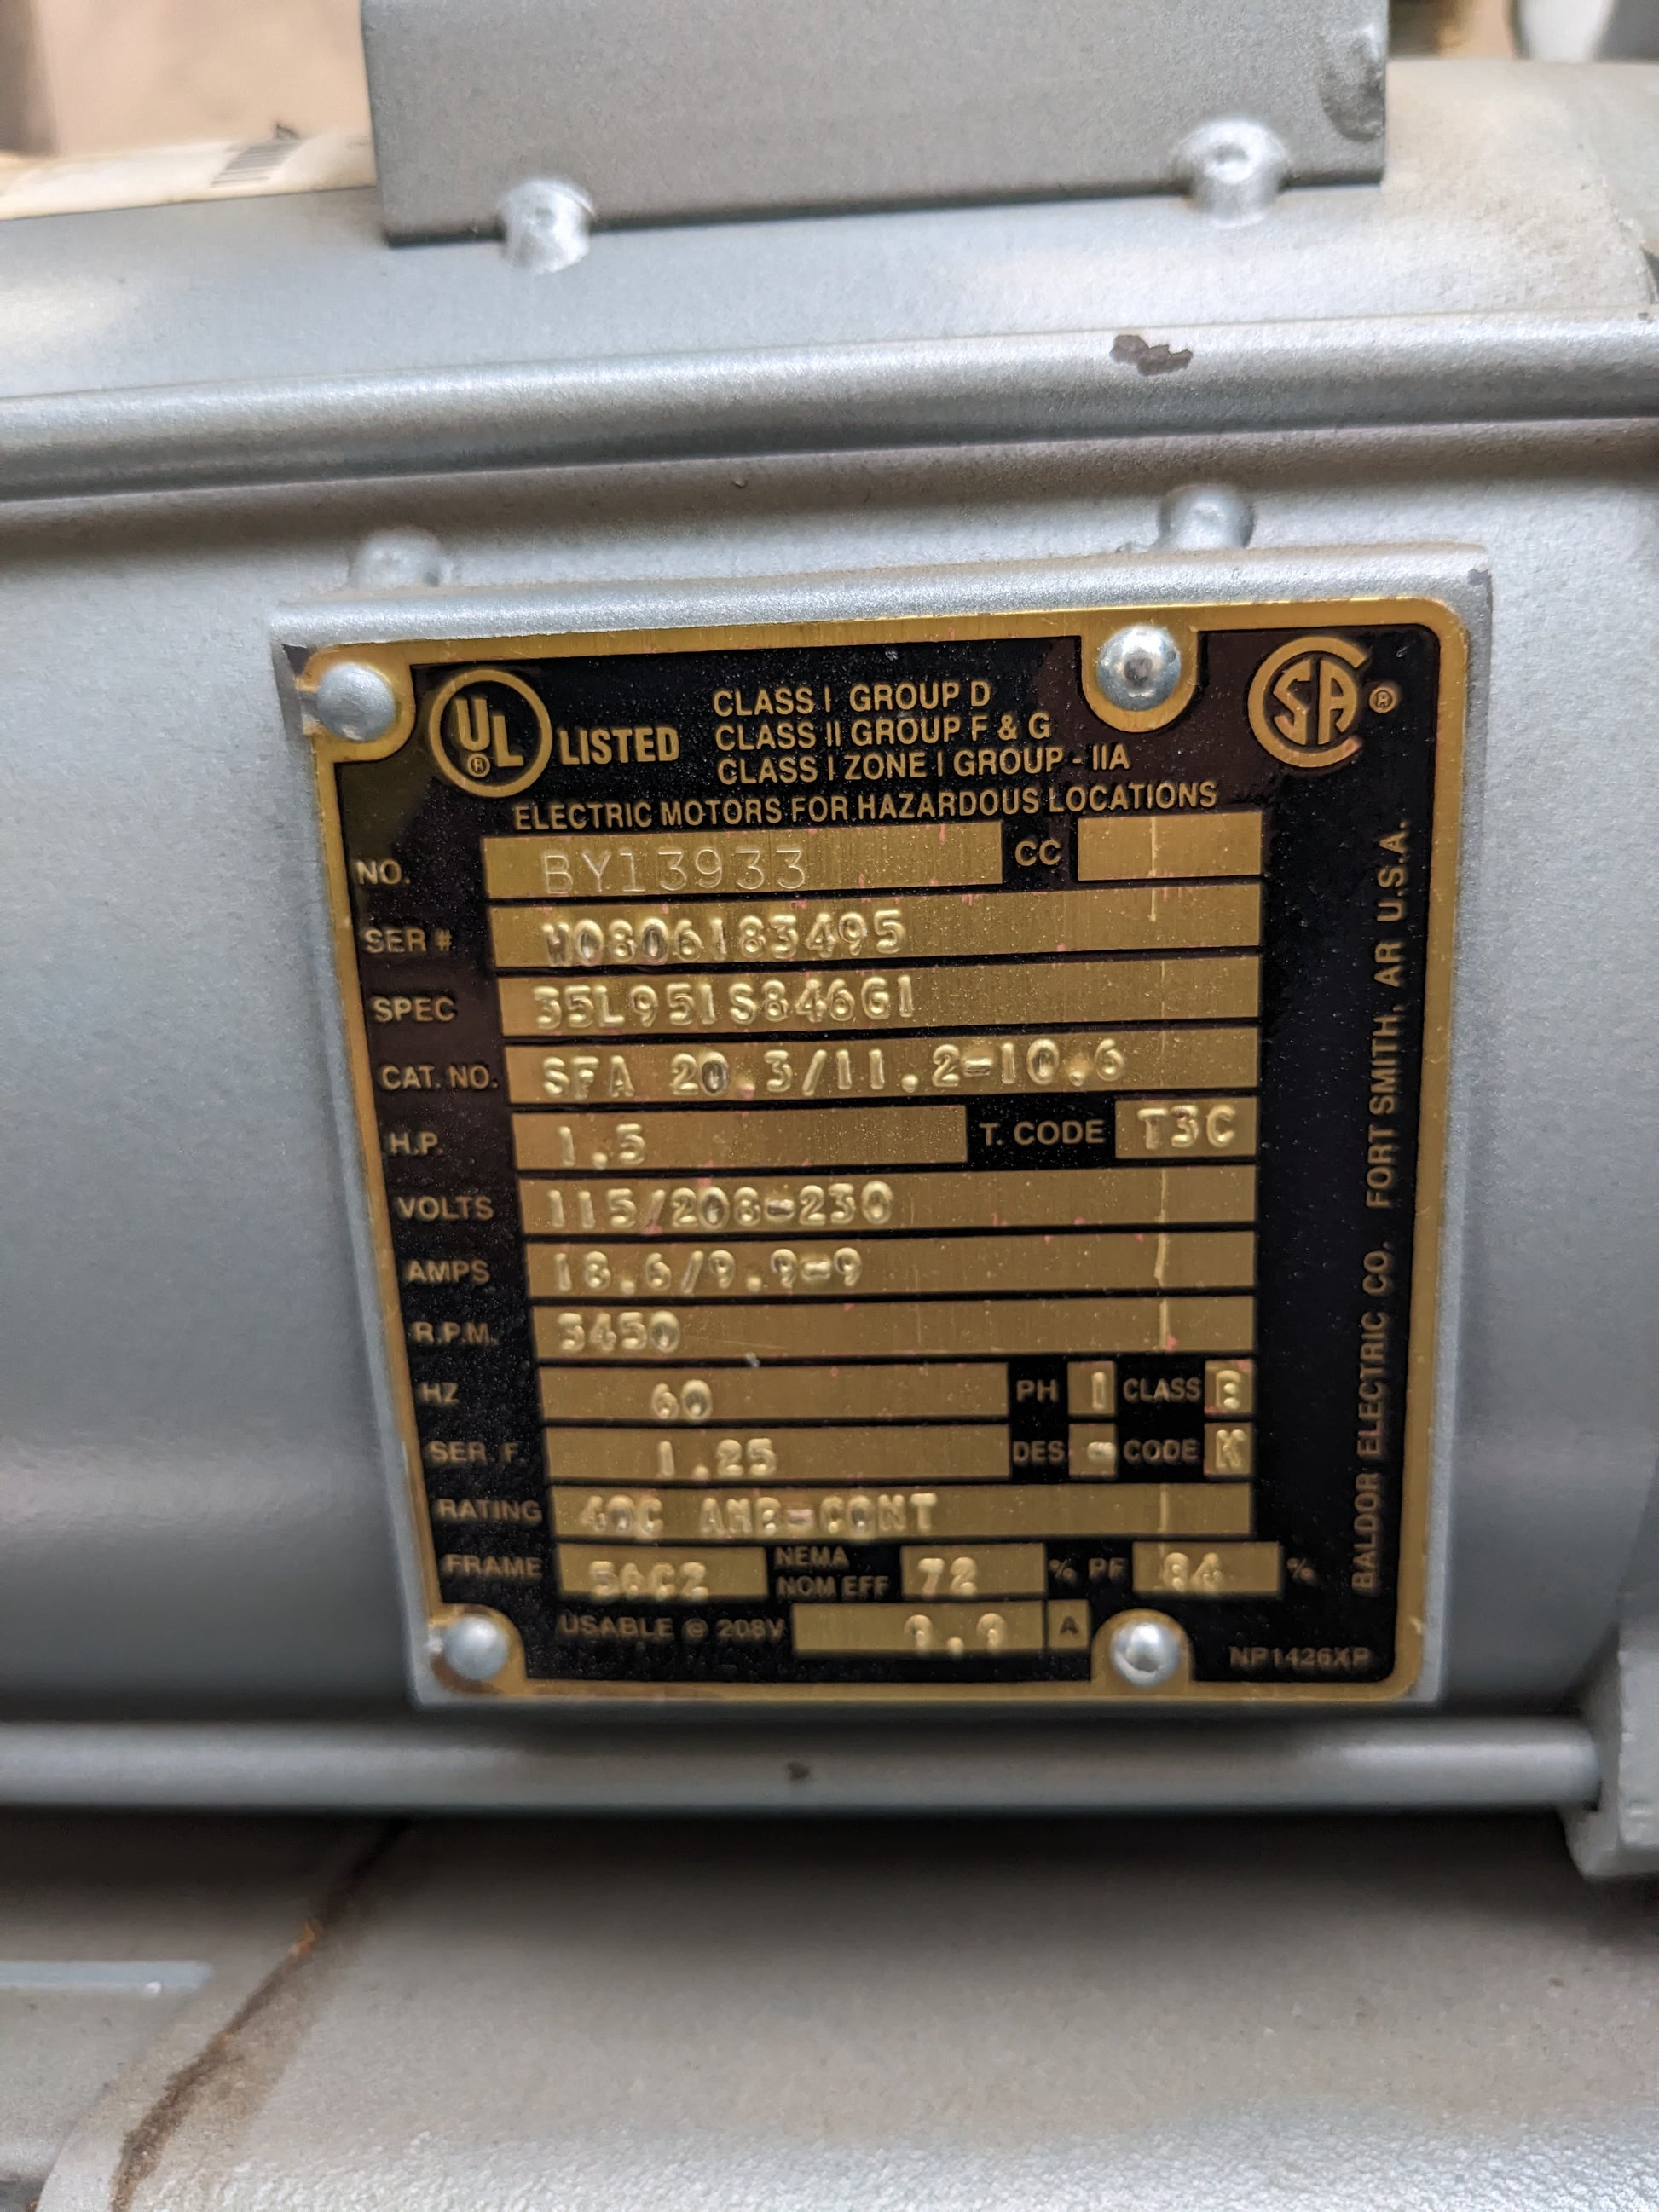 UL ® LISTED
CLASS I GROUP D
CLASS II GROUP F & G
CLASS I ZONE I GROUP - IIA
SA ®
ELECTRIC MOTORS FOR HAZARDOUS LOCATIONS
NO. BY13933 CC
SER # W0806183495
SPEC 35L951S846G1
CAT. NO. SFA 20.3/11.2-10.6
H.P. 1.5 T. CODE T3C
VOLTS 115/208-230
AMPS 18.6/9.9-9
R.P.M. 3450
HZ 60 PH 1 CLASS B
SER. F. 1.25 DES - CODE K
RATING 40C AMB-CONT
FRAME 56CZ NEMA NOM EFF 72 % PF 84 %
USABLE @ 208V 9.9 A
NP1426XP
BALDOR ELECTRIC CO. FORT SMITH, AR U.S.A.